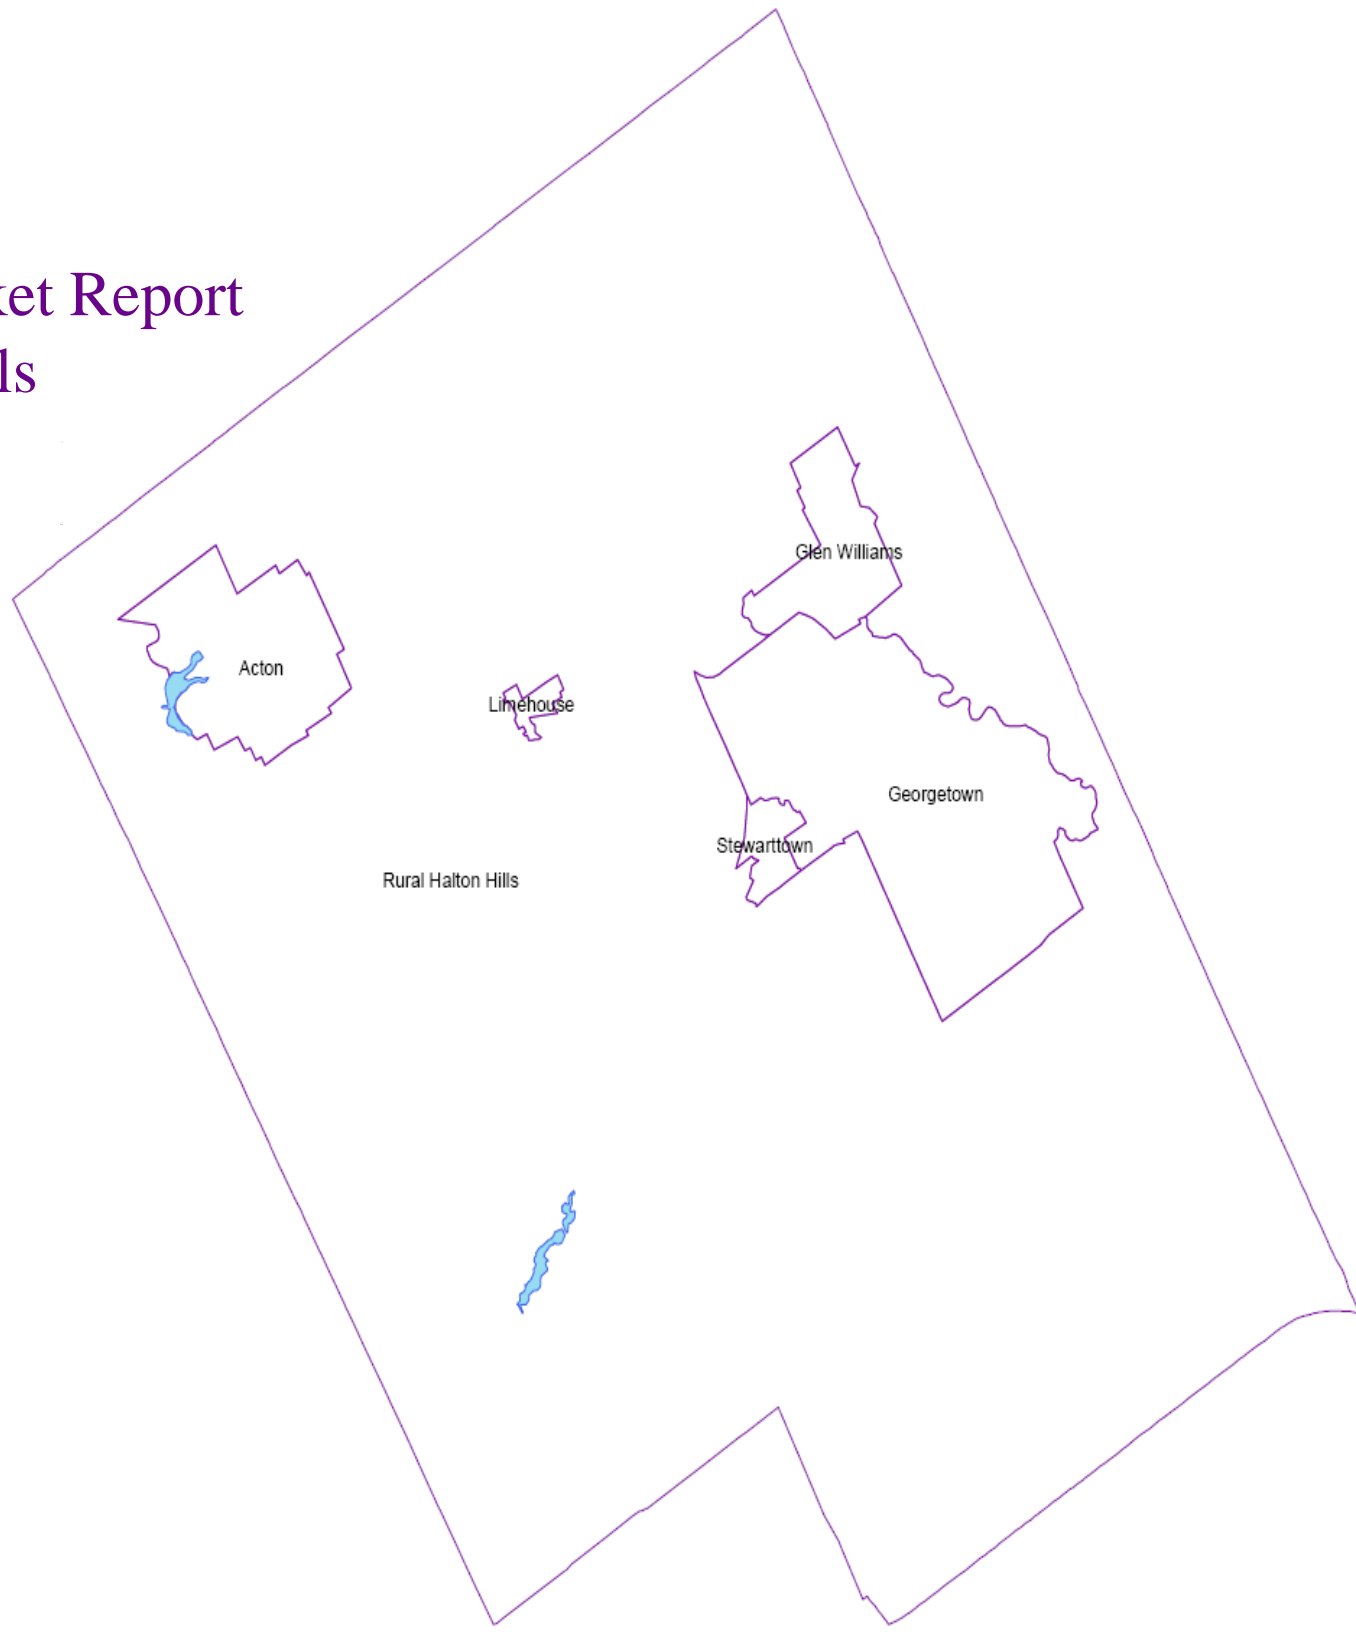 ket Report
ls
Glen Williams
Acton
Limehouse
Georgetown
Stewarttown
Rural Halton Hills